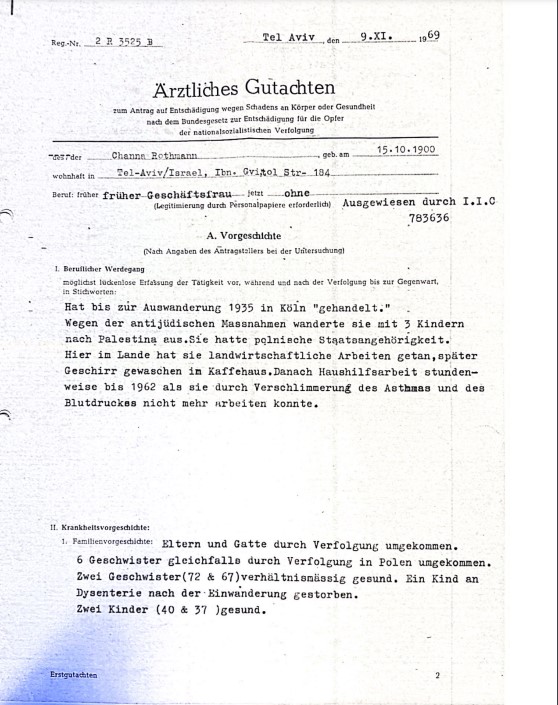 Reg.-Nr. 2 R 3525 B Tel Aviv, den 9.XI. 1969
Ärztliches Gutachten
zum Antrag auf Entschädigung wegen Schadens an Körper oder Gesundheit
nach dem Bundesgesetz zur Entschädigung für die Opfer
der nationalsozialistischen Verfolgung
des/der Channa Rothmann, geb. am 15.10.1900
wohnhaft in Tel-Aviv/Israel, Ibn. Gvirol Str- 184
Beruf: früher früher Geschäftsfrau jetzt ohne
(Legitimierung durch Personalpapiere erforderlich) Ausgewiesen durch I.I.C
783636
A. Vorgeschichte
(Nach Angaben des Antragstellers bei der Untersuchung)
I. Beruflicher Werdegang
möglichst lückenlose Erfassung der Tätigkeit vor, während und nach der Verfolgung bis zur Gegenwart,
in Stichworten:
Hat bis zur Auswanderung 1935 in Köln "gehandelt."
Wegen der antijüdischen Massnahmen wanderte sie mit 3 Kindern
nach Palestina aus.Sie hatte polnische Staatsangehörigkeit.
Hier im Lande hat sie landwirtschaftliche Arbeiten getan,später
Geschirr gewaschen im Kaffehaus.Danach Haushilfsarbeit stunden-
weise bis 1962 als sie durch Verschlimmerung des Asthmas und des
Blutdruckes nicht mehr arbeiten konnte.
II. Krankheitsvorgeschichte:
1. Familienvorgeschichte: Eltern und Gatte durch Verfolgung umgekommen.
6 Geschwister gleichfalls durch Verfolgung in Polen umgekommen.
Zwei Geschwister(72 & 67)verhältnismässig gesund. Ein Kind an
Dysenterie nach der Einwanderung gestorben.
Zwei Kinder (40 & 37 )gesund.
Erstgutachten 2